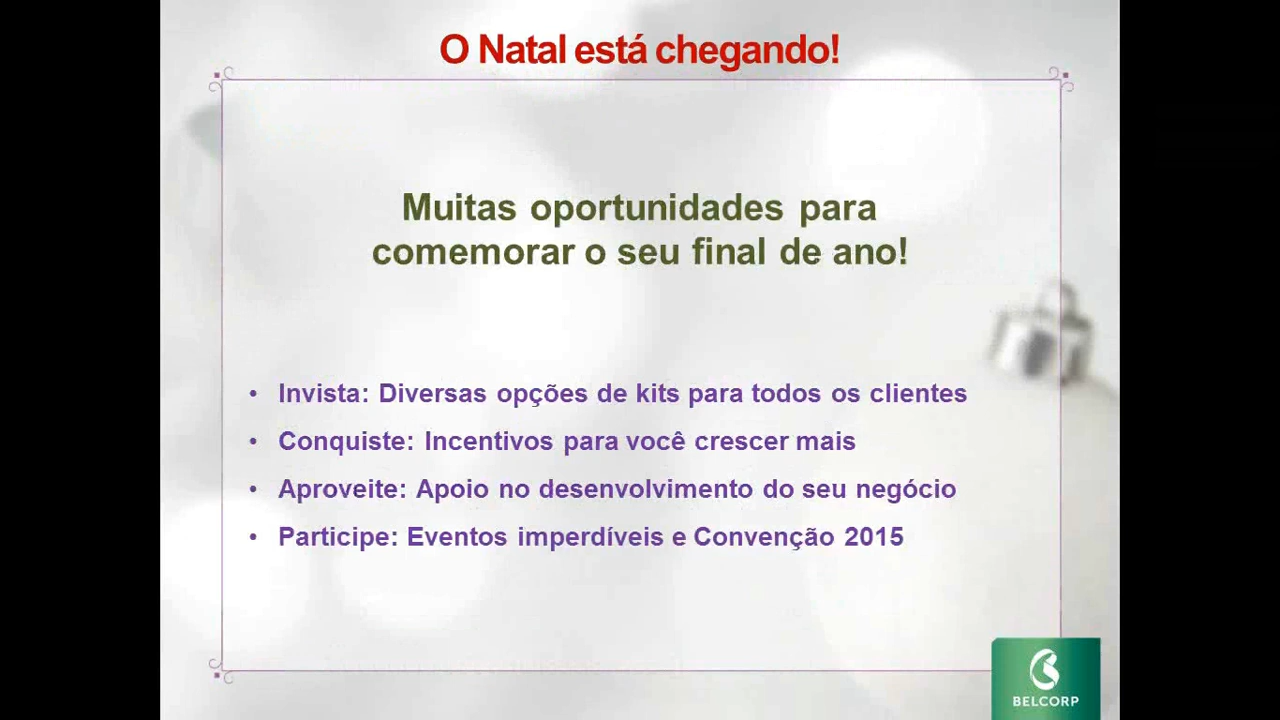 O Natal está chegando!
Muitas oportunidades para
comemorar o seu final de ano!
• Invista: Diversas opções de kits para todos os clientes
• Conquiste: Incentivos para você crescer mais
• Aproveite: Apoio no desenvolvimento do seu negócio
• Participe: Eventos imperdíveis e Convenção 2015
BELCORP